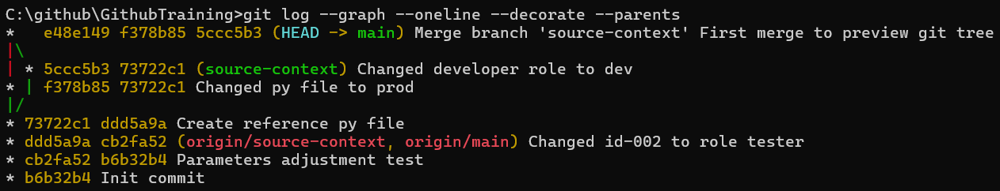 C:\github\GithubTraining>git log --graph --oneline --decorate --parents
*   e48e149 f378b85 5ccc5b3 (HEAD -> main) Merge branch 'source-context' First merge to preview git tree
|\
| * 5ccc5b3 73722c1 (source-context) Changed developer role to dev
* | f378b85 73722c1 Changed py file to prod
|/
* 73722c1 ddd5a9a Create reference py file
* ddd5a9a cb2fa52 (origin/source-context, origin/main) Changed id-002 to role tester
* cb2fa52 b6b32b4 Parameters adjustment test
* b6b32b4 Init commit